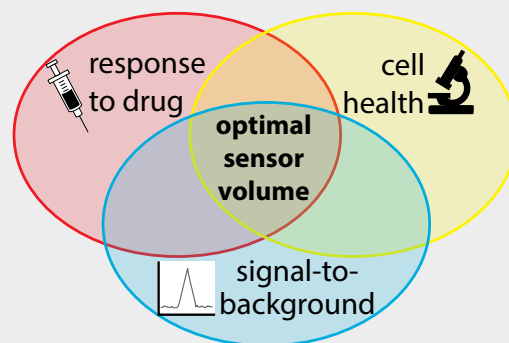 response
to drug
cell
health
optimal
sensor
volume
signal-to-
background